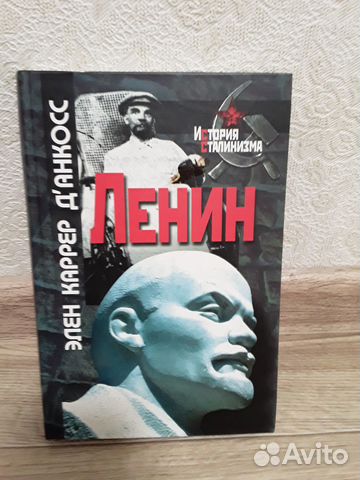 ЭЛЕН КАРРЕР Д'АНКОСС
ИСТОРИЯ
СТАЛИНИЗМА
ЛЕНИН
Avito